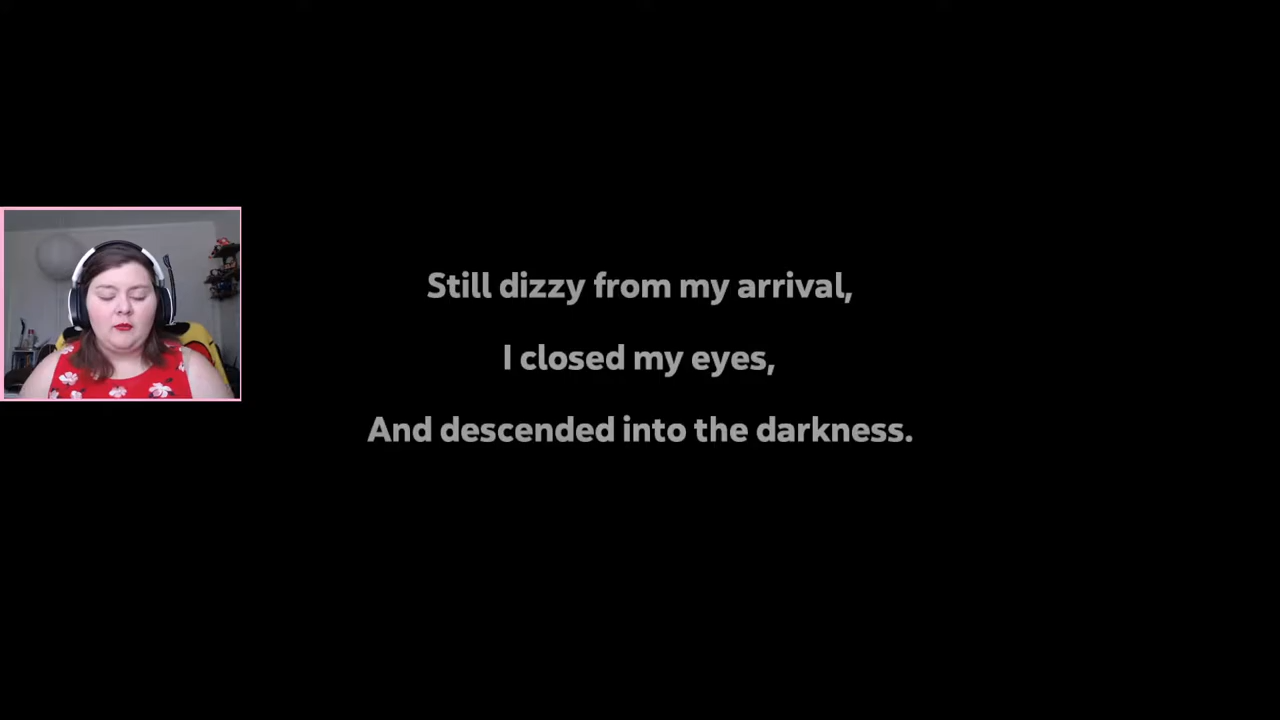 Still dizzy from my arrival,
I closed my eyes,
And descended into the darkness.